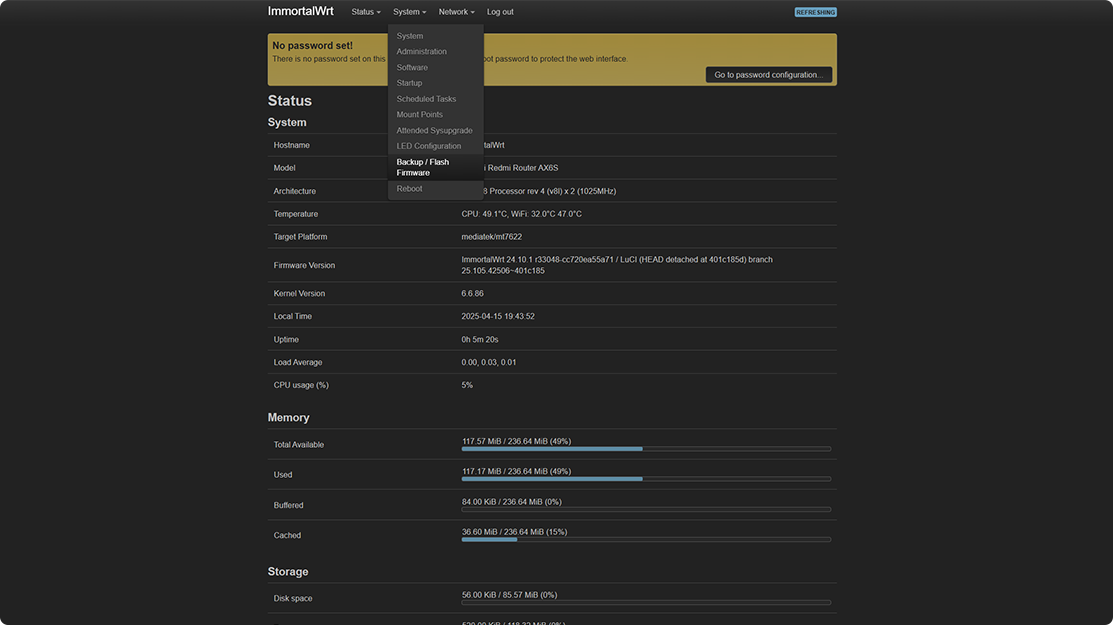 ImmortalWrt Status System Network Log out REFRESHING
No password set!
There is no password set on this oot password to protect the web interface.
Go to password configuration...
System
Administration
Software
Startup
Scheduled Tasks
Mount Points
Attended Sysupgrade
LED Configuration
Backup / Flash
Firmware
Reboot
Status
System
Hostname talWrt
Model i Redmi Router AX6S
Architecture 8 Processor rev 4 (v8l) x 2 (1025MHz)
Temperature CPU: 49.1°C, WiFi: 32.0°C 47.0°C
Target Platform mediatek/mt7622
Firmware Version ImmortalWrt 24.10.1 r33048-cc720ea55a71 / LuCI (HEAD detached at 401c185d) branch
25.105.42506~401c185
Kernel Version 6.6.86
Local Time 2025-04-15 19:43:52
Uptime 0h 5m 20s
Load Average 0.00, 0.03, 0.01
CPU usage (%) 5%
Memory
Total Available 117.57 MiB / 236.64 MiB (49%)
Used 117.17 MiB / 236.64 MiB (49%)
Buffered 84.00 KiB / 236.64 MiB (0%)
Cached 36.60 MiB / 236.64 MiB (15%)
Storage
Disk space 56.00 KiB / 85.57 MiB (0%)